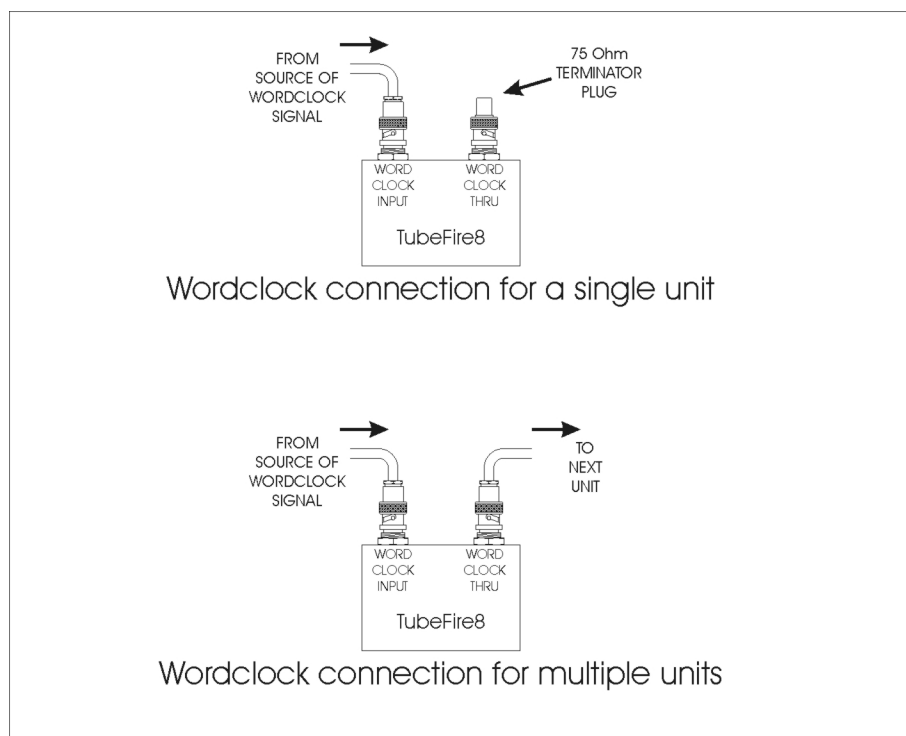 FROM
SOURCE OF
WORDCLOCK
SIGNAL
75 Ohm
TERMINATOR
PLUG
WORD
CLOCK
INPUT
WORD
CLOCK
THRU
TubeFire8
Wordclock connection for a single unit
FROM
SOURCE OF
WORDCLOCK
SIGNAL
TO
NEXT
UNIT
WORD
CLOCK
INPUT
WORD
CLOCK
THRU
TubeFire8
Wordclock connection for multiple units